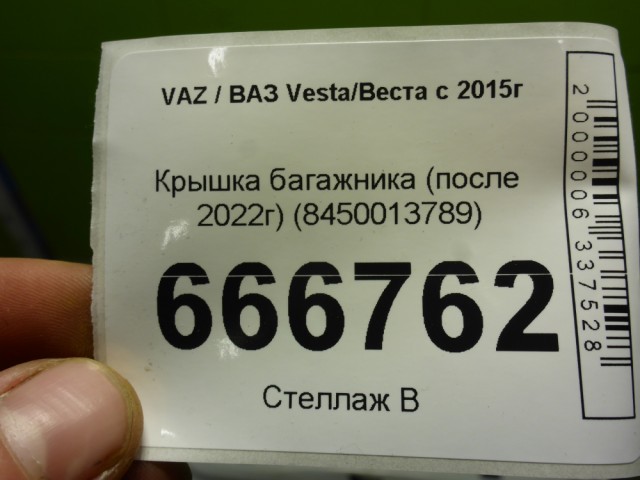 VAZ / ВАЗ Vesta/Веста с 2015г
Крышка багажника (после
2022г) (8450013789)
666762
Стеллаж В
2000006337528